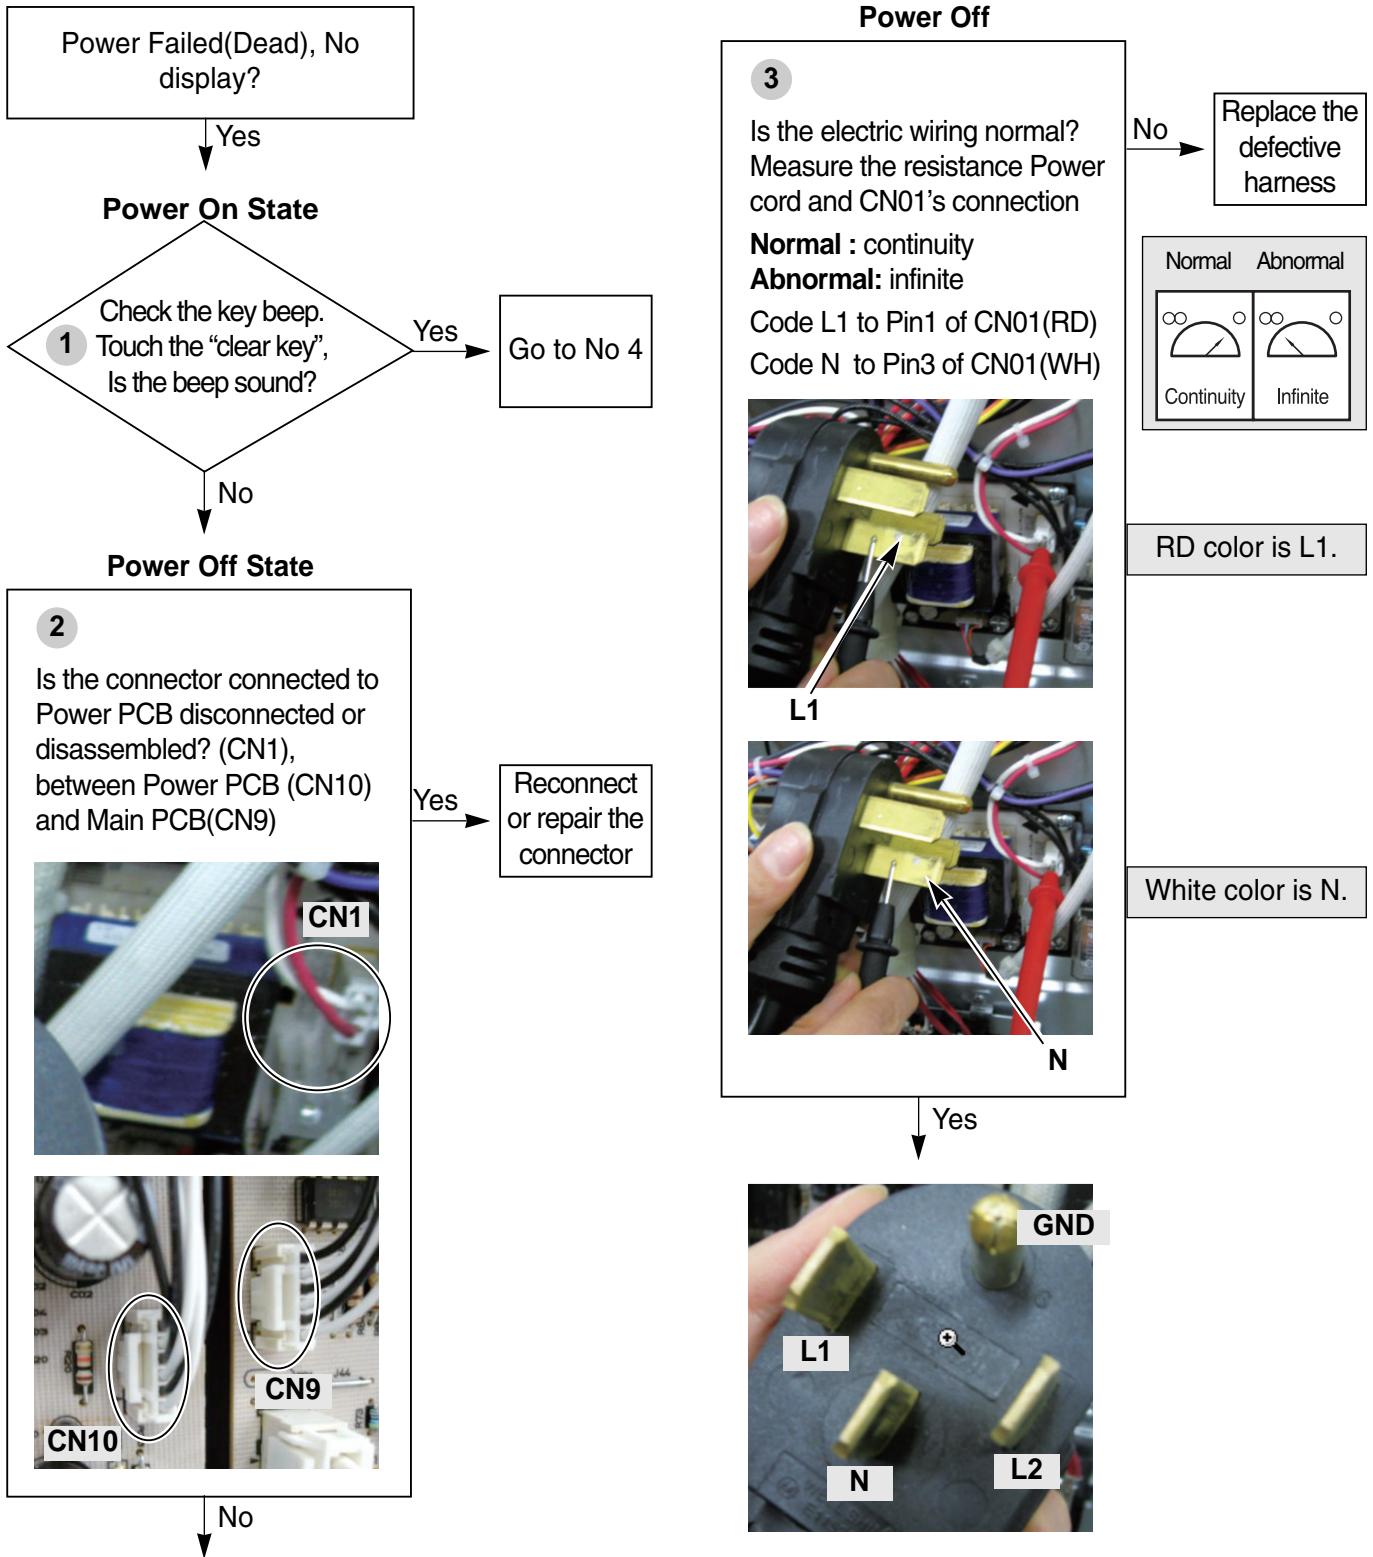 Power Failed(Dead), No
display?
Yes
Power On State
1
Check the key beep.
Touch the “clear key”,
Is the beep sound?
Yes
Go to No 4
No
Power Off State
2
Is the connector connected to
Power PCB disconnected or
disassembled? (CN1),
between Power PCB (CN10)
and Main PCB(CN9)
Yes
Reconnect
or repair the
connector
CN1
CN9
CN10
J44
No
Power Off
3
Is the electric wiring normal?
Measure the resistance Power
cord and CN01's connection
Normal : continuity
Abnormal: infinite
Code L1 to Pin1 of CN01(RD)
Code N to Pin3 of CN01(WH)
No
Replace the
defective
harness
Normal Abnormal
Continuity Infinite
RD color is L1.
L1
White color is N.
N
Yes
GND
L1
N
L2